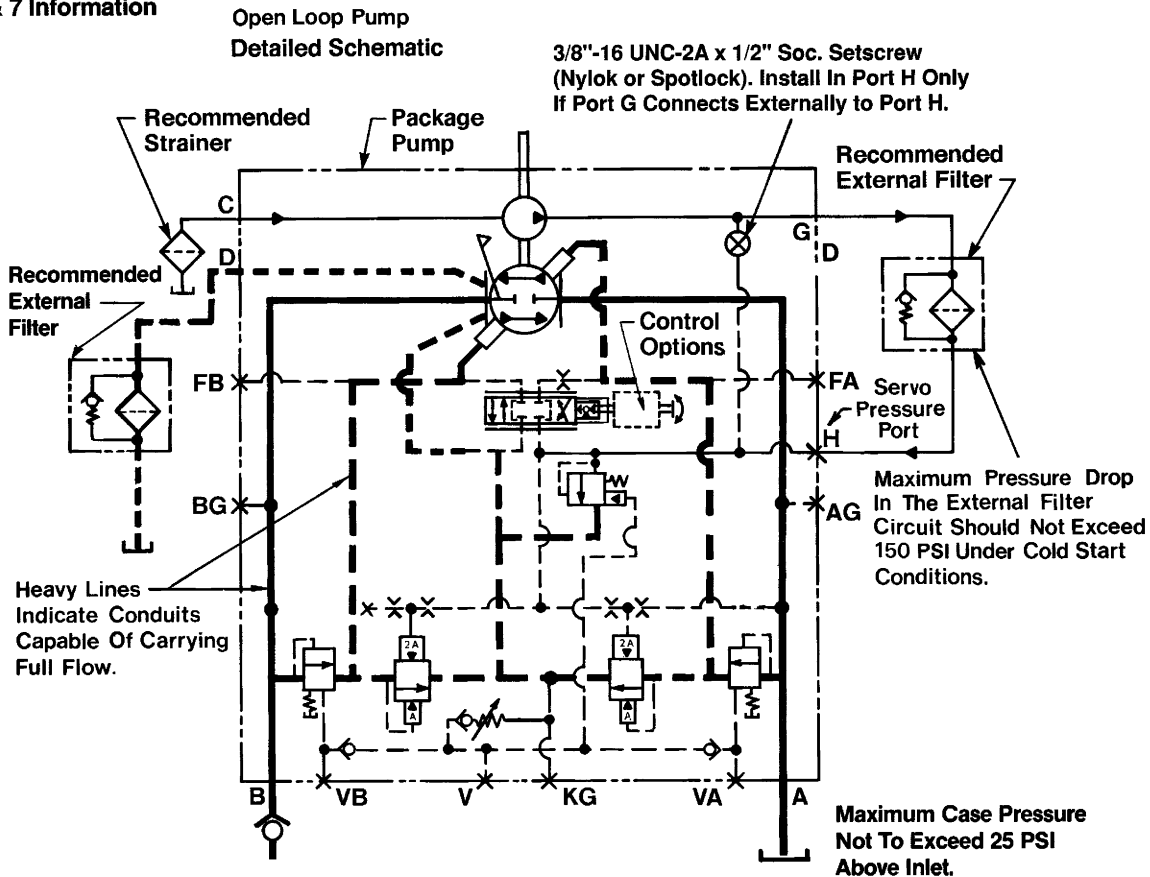 & 7 Information
Open Loop Pump
Detailed Schematic
3/8"-16 UNC-2A x 1/2" Soc. Setscrew
(Nylok or Spotlock). Install In Port H Only
If Port G Connects Externally to Port H.
Recommended
Strainer
Package
Pump
Recommended
External Filter
C
G
D
D
Recommended
External
Filter
Control
Options
FB
FA
Servo
Pressure
Port
H
BG
AG
Maximum Pressure Drop
In The External Filter
Circuit Should Not Exceed
150 PSI Under Cold Start
Conditions.
Heavy Lines
Indicate Conduits
Capable Of Carrying
Full Flow.
2A
2A
A
A
B
VB
V
KG
VA
A
Maximum Case Pressure
Not To Exceed 25 PSI
Above Inlet.